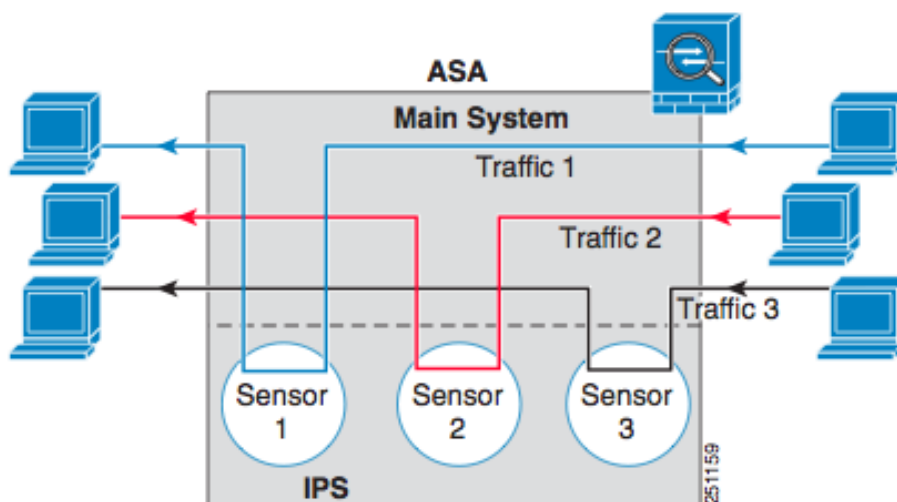 ASA
Main System
Traffic 1
Traffic 2
Traffic 3
Sensor
1
Sensor
2
Sensor
3
IPS
251159